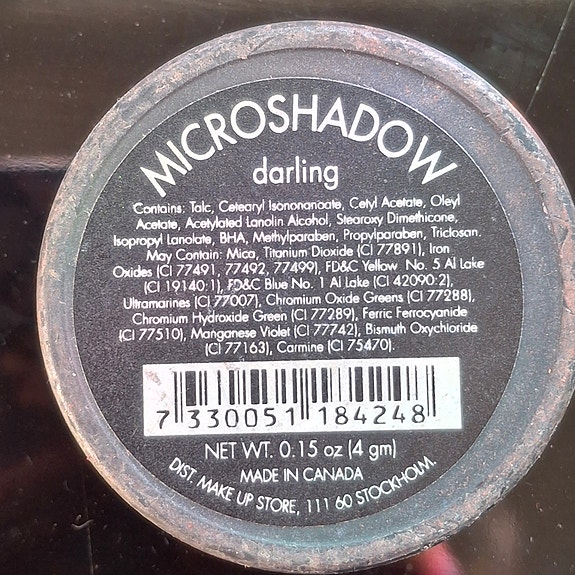 MICROSHADOW
darling
Contains: Talc, Cetearyl Isononanoate, Cetyl Acetate, Oleyl
Acetate, Acetylated Lanolin Alcohol, Stearoxy Dimethicone,
Isopropyl Lanolate, BHA, Methylparaben, Propylparaben, Triclosan.
May Contain: Mica, Titanium Dioxide (CI 77891), Iron
Oxides (CI 77491, 77492, 77499), FD&C Yellow No. 5 Al Lake
(CI 19140:1), FD&C Blue No. 1 Al Lake (CI 42090:2),
Ultramarines (CI 77007), Chromium Oxide Greens (CI 77288),
Chromium Hydroxide Green (CI 77289), Ferric Ferrocyanide
(CI 77510), Manganese Violet (CI 77742), Bismuth Oxychloride
(CI 77163), Carmine (CI 75470).
7 330051 184248
NET WT. 0.15 oz (4 gm)
MADE IN CANADA
DIST. MAKE UP STORE, 111 60 STOCKHOLM.